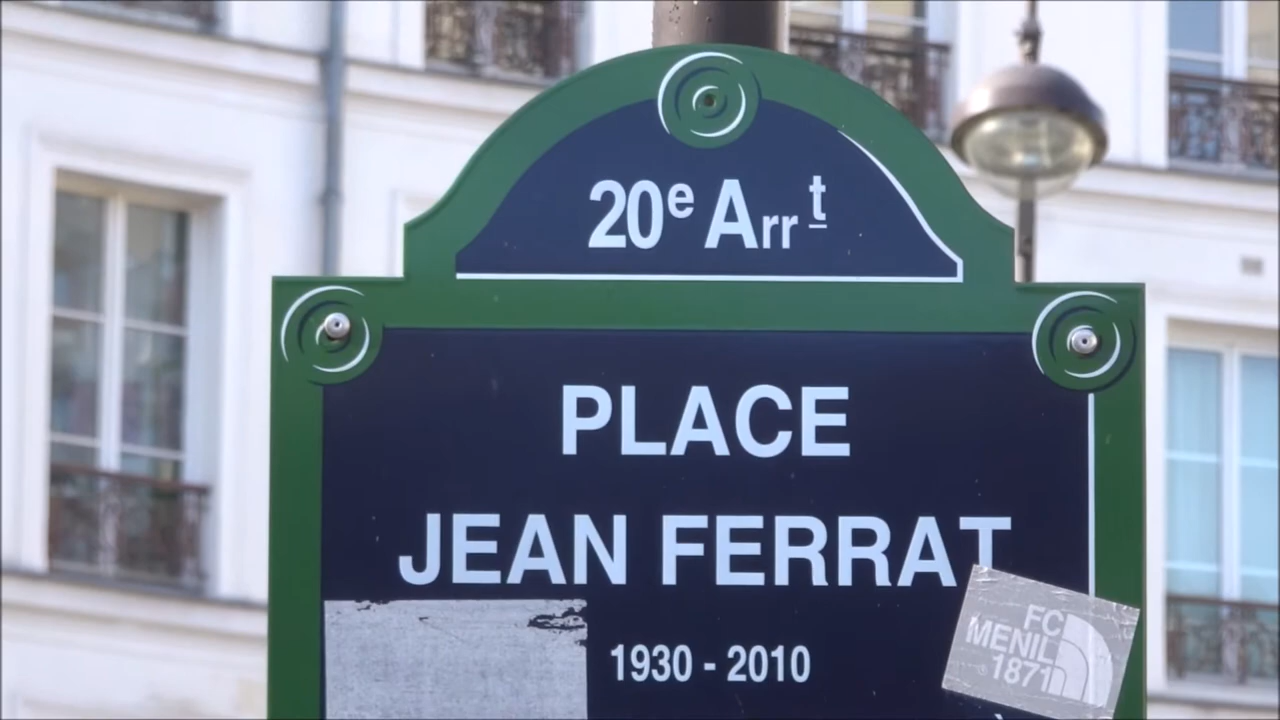 20e Arrt
PLACE
JEAN FERRAT
1930 - 2010
FC
MENIL
1871